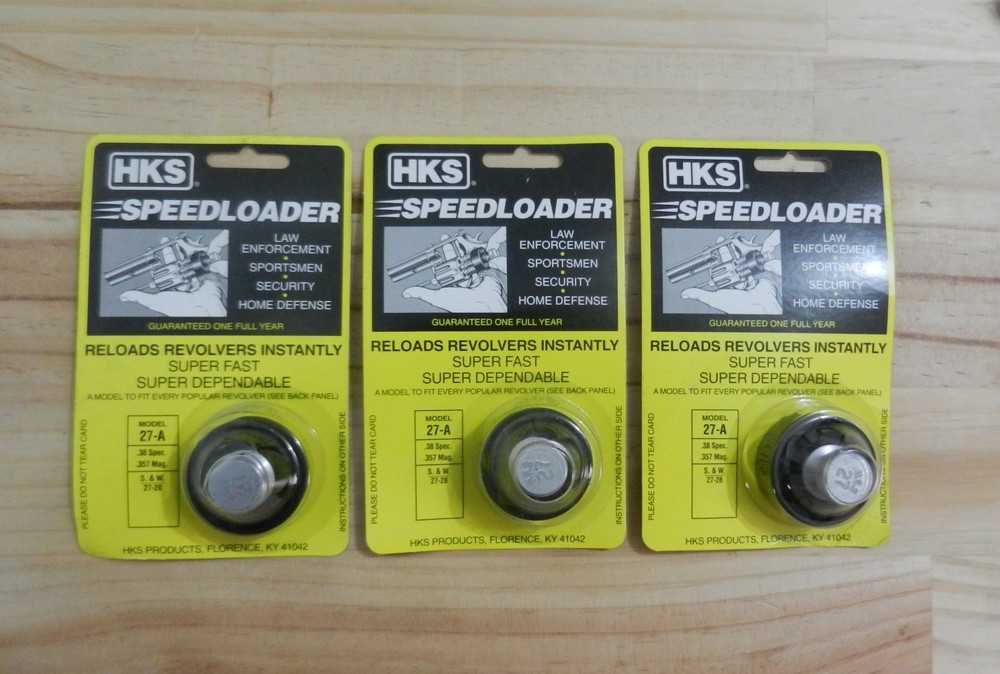 HKS®
SPEEDLOADER
LAW
ENFORCEMENT
•
SPORTSMEN
•
SECURITY
•
HOME DEFENSE
GUARANTEED ONE FULL YEAR
RELOADS REVOLVERS INSTANTLY
SUPER FAST
SUPER DEPENDABLE
A MODEL TO FIT EVERY POPULAR REVOLVER (SEE BACK PANEL)
PLEASE DO NOT TEAR CARD
MODEL
27-A
.38 Spec.
.357 Mag.
S. & W.
27-28
INSTRUCTIONS ON OTHER SIDE
HKS PRODUCTS, FLORENCE, KY 41042
HKS®
SPEEDLOADER
LAW
ENFORCEMENT
•
SPORTSMEN
•
SECURITY
•
HOME DEFENSE
GUARANTEED ONE FULL YEAR
RELOADS REVOLVERS INSTANTLY
SUPER FAST
SUPER DEPENDABLE
A MODEL TO FIT EVERY POPULAR REVOLVER (SEE BACK PANEL)
PLEASE DO NOT TEAR CARD
MODEL
27-A
.38 Spec.
.357 Mag.
S. & W.
27-28
INSTRUCTIONS ON OTHER SIDE
HKS PRODUCTS, FLORENCE, KY 41042
HKS®
SPEEDLOADER
LAW
ENFORCEMENT
•
SPORTSMEN
•
SECURITY
•
HOME DEFENSE
GUARANTEED ONE FULL YEAR
RELOADS REVOLVERS INSTANTLY
SUPER FAST
SUPER DEPENDABLE
A MODEL TO FIT EVERY POPULAR REVOLVER (SEE BACK PANEL)
PLEASE DO NOT TEAR CARD
MODEL
27-A
.38 Spec.
.357 Mag.
S. & W.
27-28
INSTRUCTIONS ON OTHER SIDE
HKS PRODUCTS, FLORENCE, KY 41042